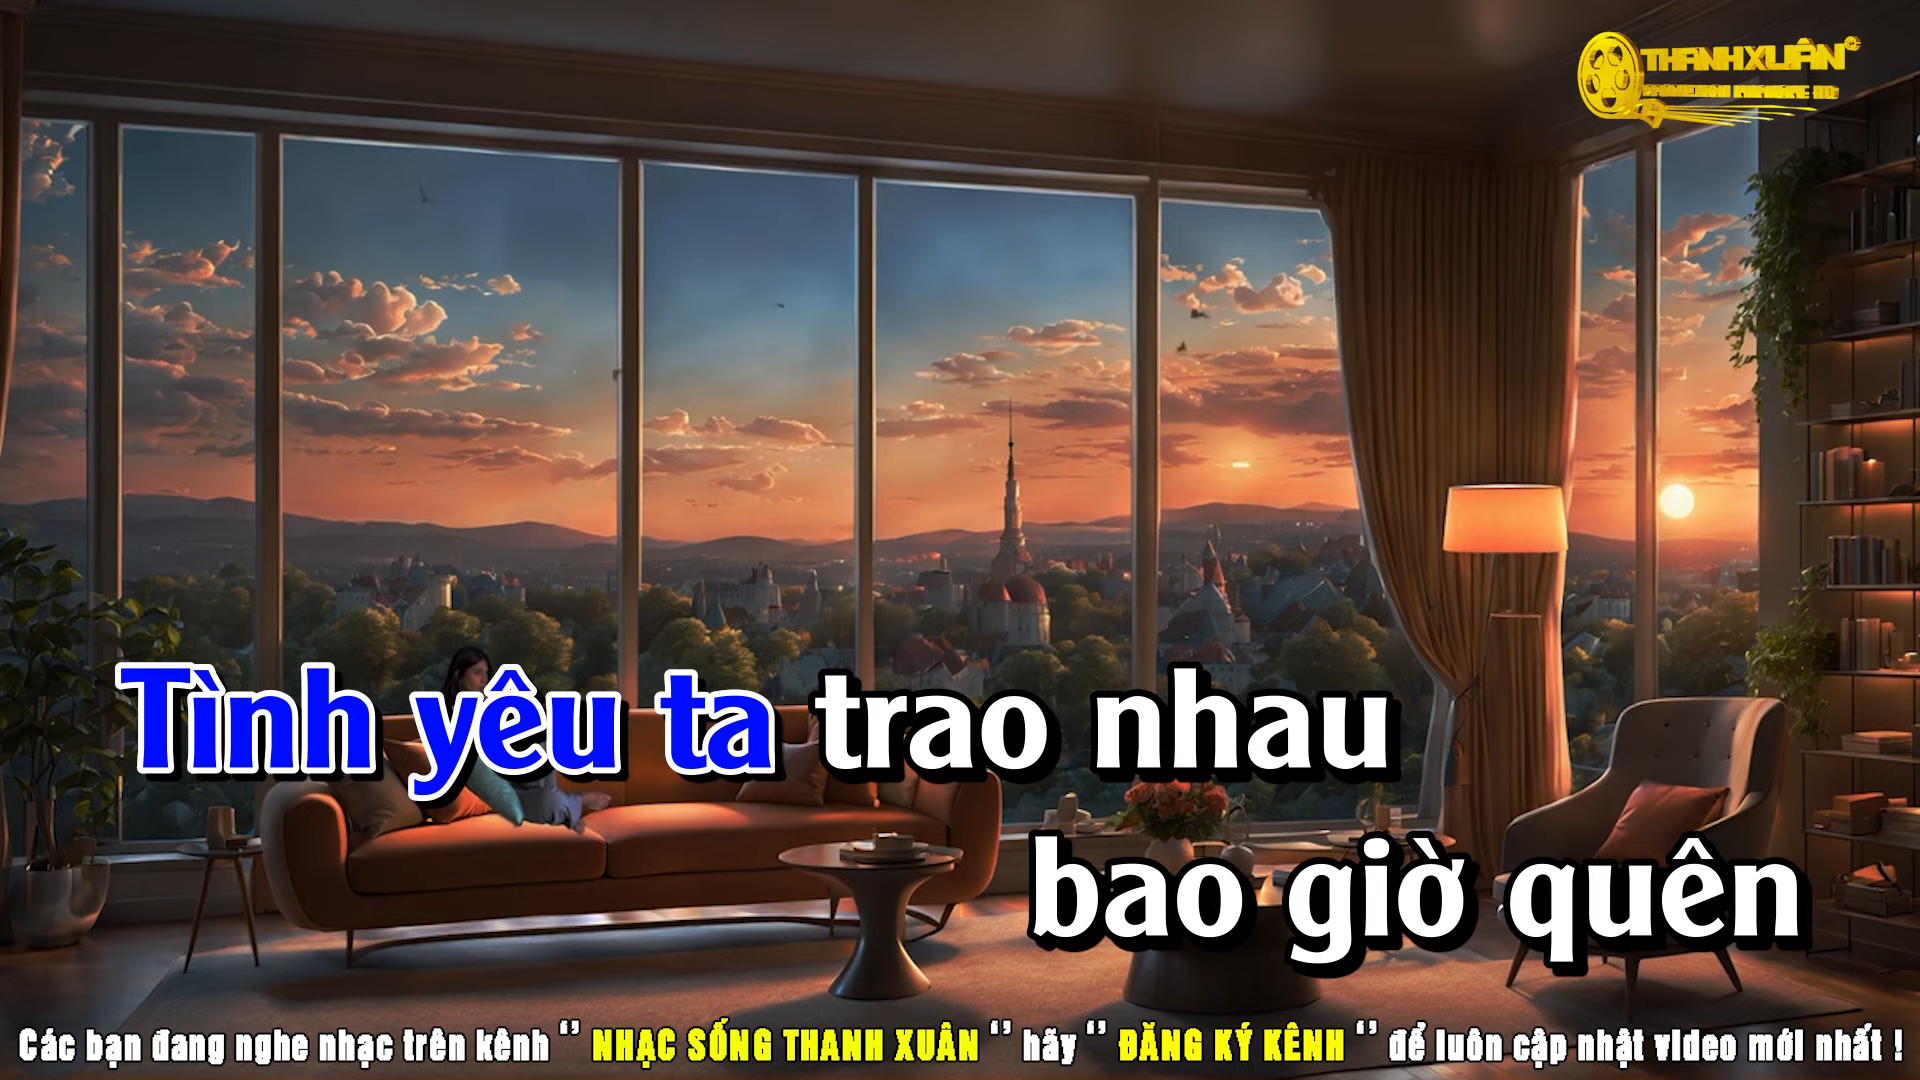 THANHXUÂN
Tình yêu ta trao nhau
bao giờ quên
Các bạn đang nghe nhạc trên kênh “ NHẠC SỐNG THANH XUÂN “ hãy “ ĐĂNG KÝ KÊNH “ để luôn cập nhật video mới nhất !